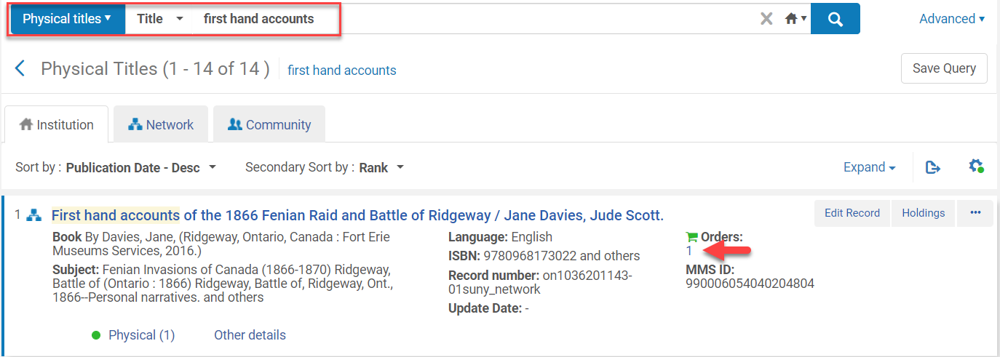 Physical titles Title first hand accounts Advanced
Physical Titles (1 - 14 of 14 ) first hand accounts Save Query
Institution Network Community
Sort by : Publication Date - Desc Secondary Sort by : Rank Expand
1 First hand accounts of the 1866 Fenian Raid and Battle of Ridgeway / Jane Davies, Jude Scott. Edit Record Holdings
Book By Davies, Jane, (Ridgeway, Ontario, Canada : Fort Erie
Museums Services, 2016.)
Subject: Fenian Invasions of Canada (1866-1870) Ridgeway,
Battle of (Ontario : 1866) Ridgeway, Battle of, Ridgeway, Ont.,
1866--Personal narratives. and others
Language: English
ISBN: 9780968173022 and others
Record number: on1036201143-
01suny_network
Update Date: -
Orders:
1
MMS ID:
990006054040204804
Physical (1) Other details